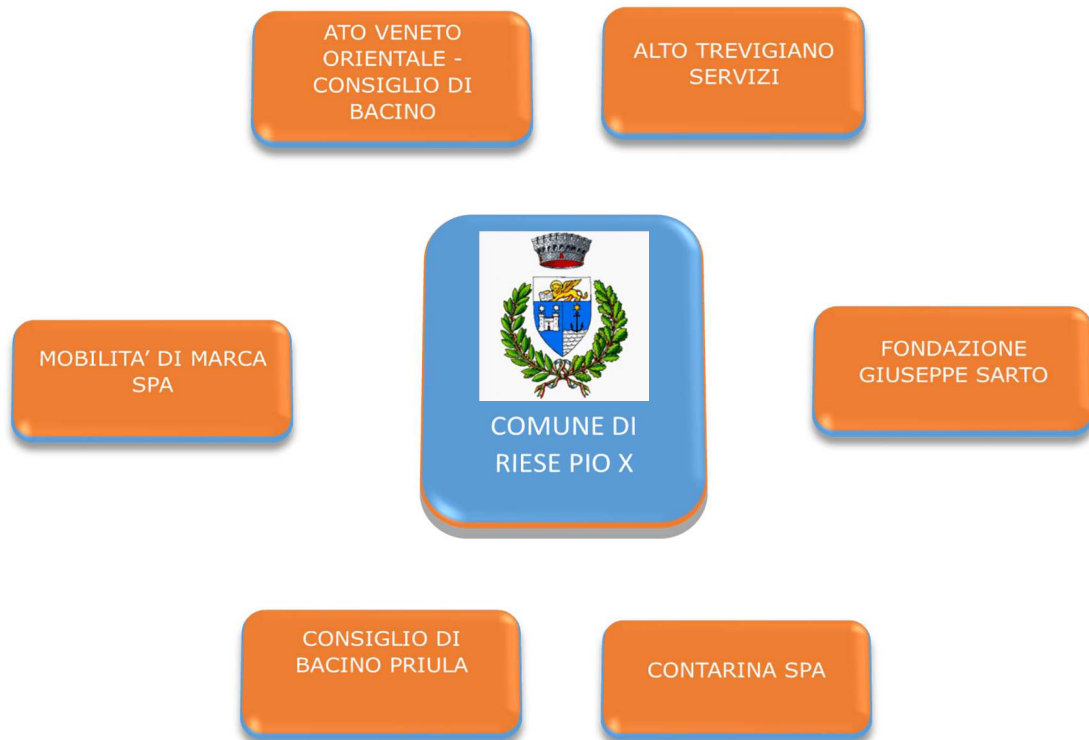 ATO VENETO
ORIENTALE -
CONSIGLIO DI
BACINO
ALTO TREVIGIANO
SERVIZI
MOBILITA’ DI MARCA
SPA
COMUNE DI
RIESE PIO X
FONDAZIONE
GIUSEPPE SARTO
CONSIGLIO DI
BACINO PRIULA
CONTARINA SPA